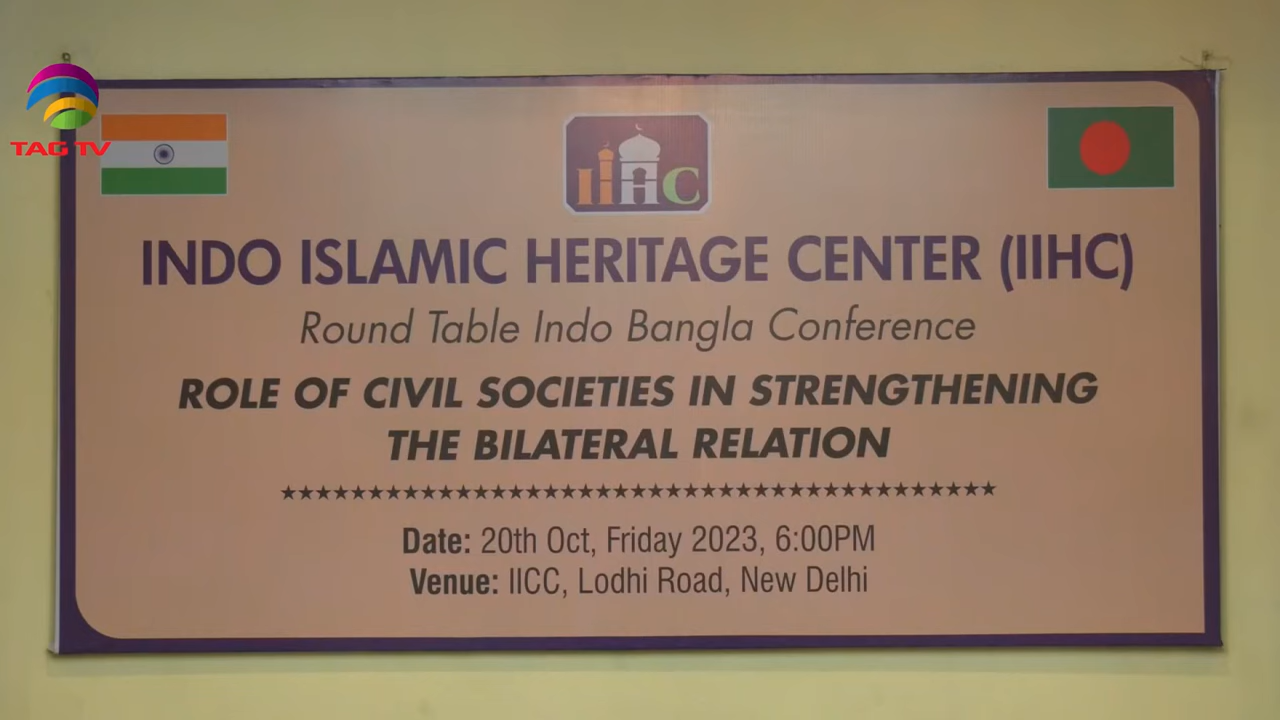 TAG TV
IIHC
INDO ISLAMIC HERITAGE CENTER (IIHC)
Round Table Indo Bangla Conference
ROLE OF CIVIL SOCIETIES IN STRENGTHENING
THE BILATERAL RELATION
★★★★★★★★★★★★★★★★★★★★★★★★★★★★★★★★★★★★★★★★★
Date: 20th Oct, Friday 2023, 6:00PM
Venue: IICC, Lodhi Road, New Delhi